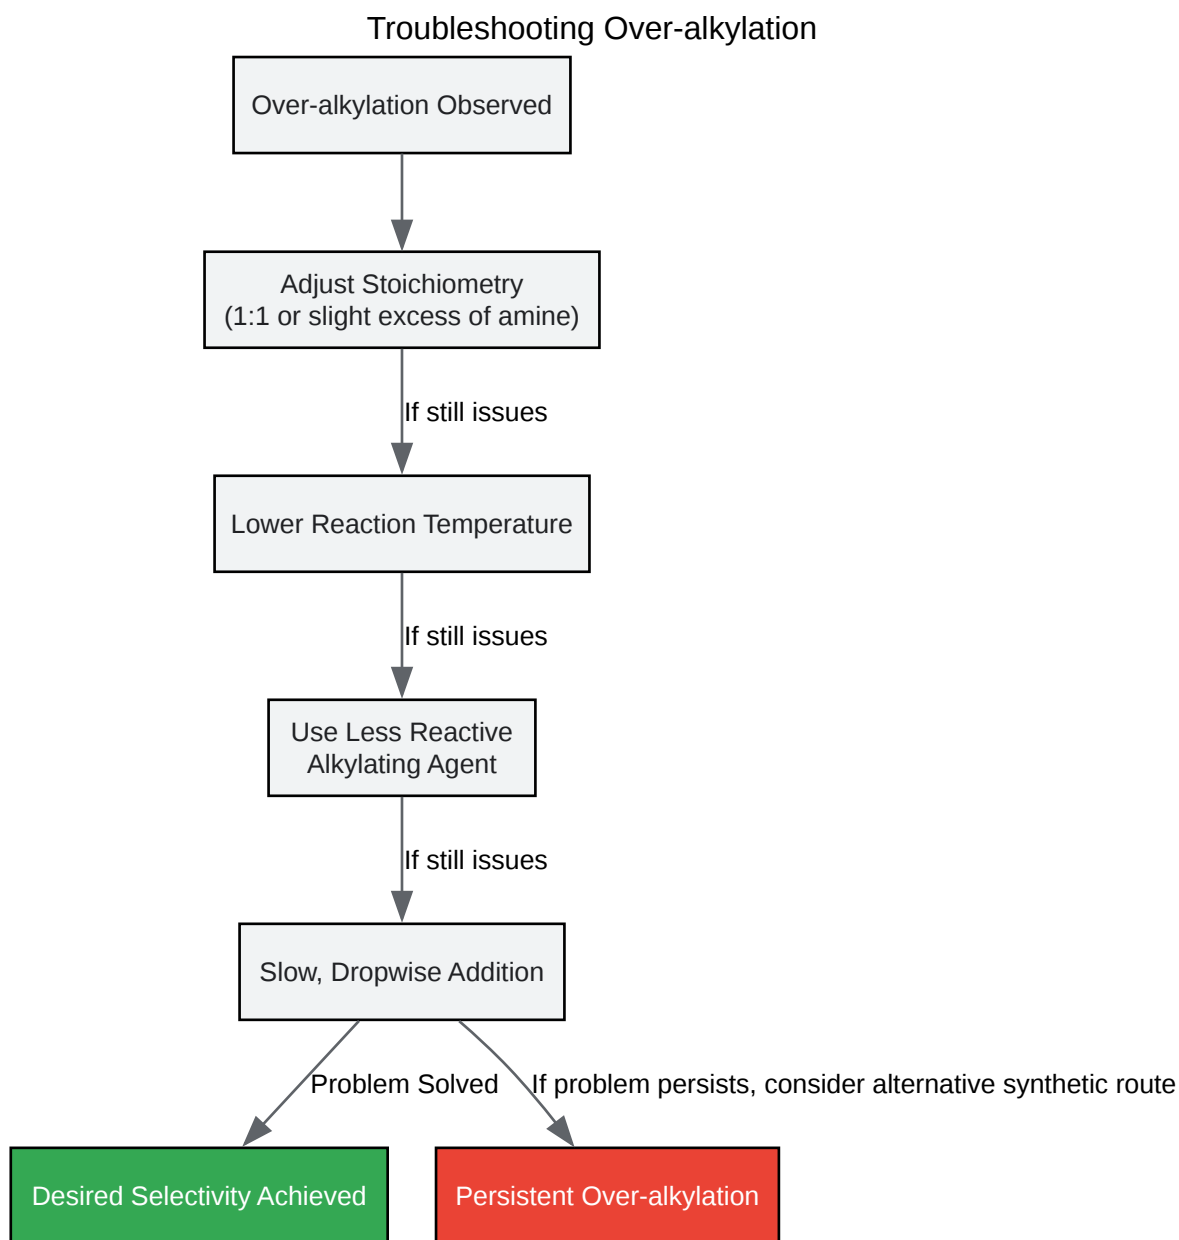 Troubleshooting Over-alkylation
Over-alkylation Observed
Adjust Stoichiometry
(1:1 or slight excess of amine)
If still issues
Lower Reaction Temperature
If still issues
Use Less Reactive
Alkylating Agent
If still issues
Slow, Dropwise Addition
Problem Solved
If problem persists, consider alternative synthetic route
Desired Selectivity Achieved
Persistent Over-alkylation